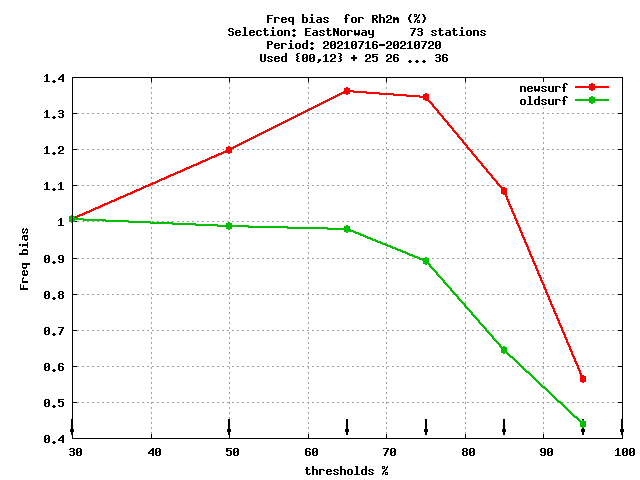 Freq bias  for Rh2m (%)
Selection: EastNorway     73 stations
Period: 20210716-20210720
Used {00,12} + 25 26 ... 36
newsurf
oldsurf
1.4
1.3
1.2
1.1
1
0.9
0.8
0.7
0.6
0.5
0.4
Freq bias
30 40 50 60 70 80 90 100
thresholds %